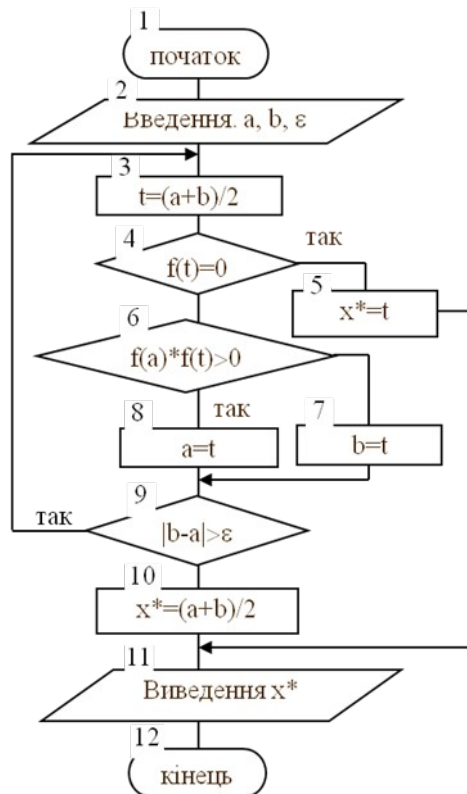 1
початок
2
Введення. a, b, ε
3
t=(a+b)/2
4
так
f(t)=0
5
x*=t
6
f(a)*f(t)>0
так
8
a=t
7
b=t
9
так
|b-a|>ε
10
x*=(a+b)/2
11
Виведення x*
12
кінець